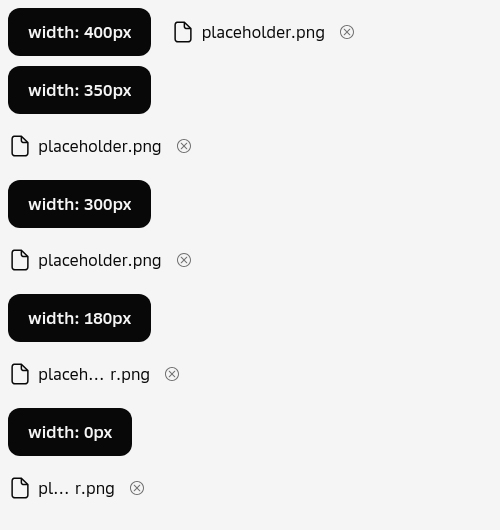 width: 400px placeholder.png
width: 350px
placeholder.png
width: 300px
placeholder.png
width: 180px
placeh... r.png
width: 0px
pl... r.png